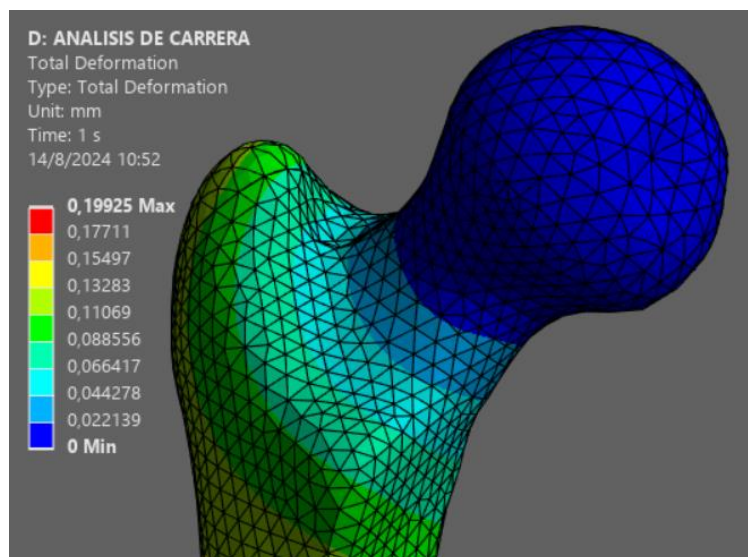 D: ANALISIS DE CARRERA
Total Deformation
Type: Total Deformation
Unit: mm
Time: 1 s
14/8/2024 10:52
0,19925 Max
0,17711
0,15497
0,13283
0,11069
0,088556
0,066417
0,044278
0,022139
0 Min